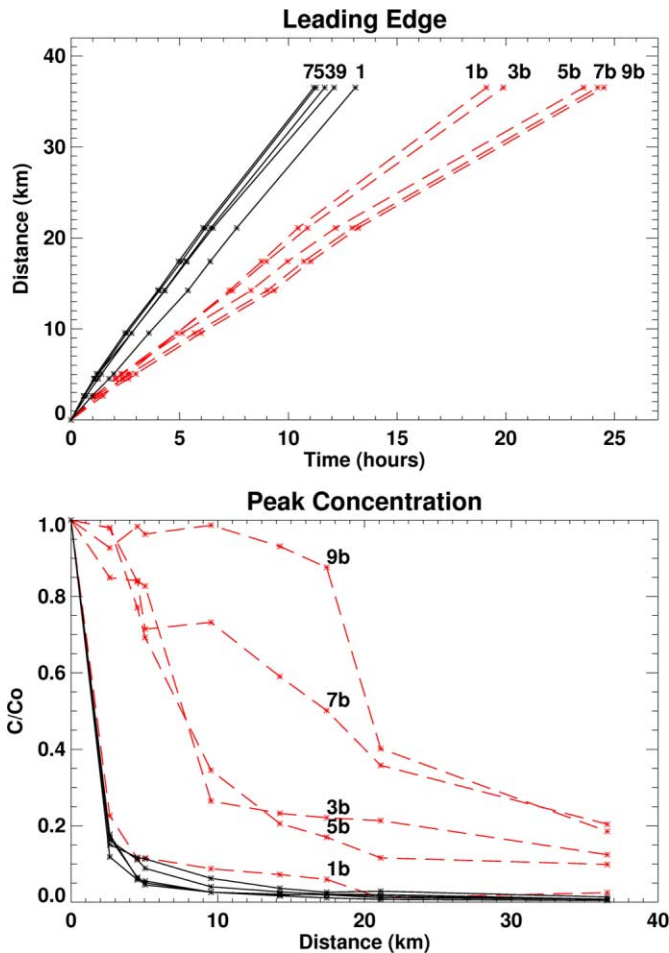 Leading Edge
40
30
20
10
0
Distance (km)
7539 1 1b 3b 5b 7b 9b
0 5 10 15 20 25
Time (hours)
Peak Concentration
1.0
0.8
0.6
0.4
0.2
0.0
C/Co
9b
7b
3b
5b
1b
0 10 20 30 40
Distance (km)